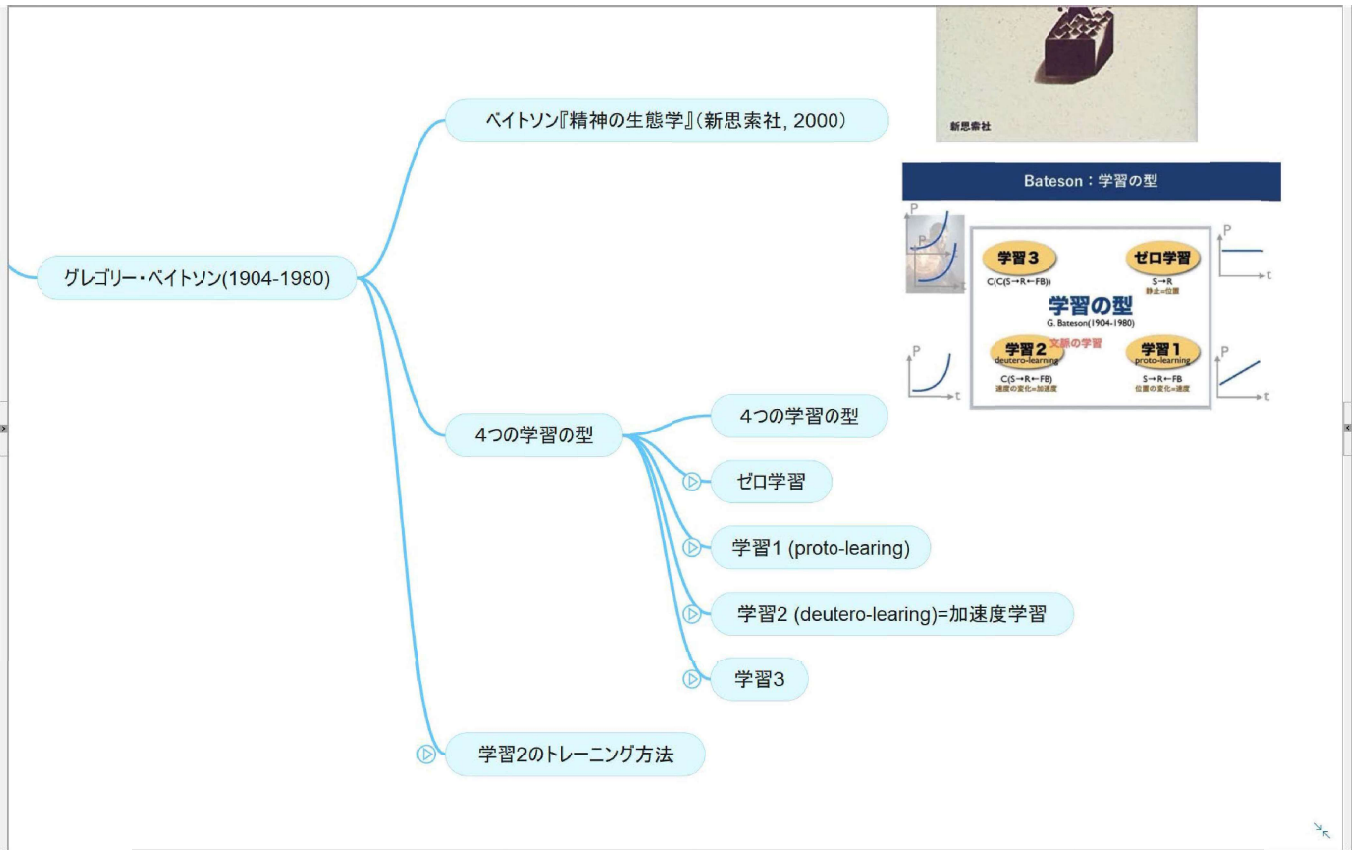 新思索社
ベイトソン『精神の生態学』（新思索社, 2000）
Bateson：学習の型
グレゴリー・ベイトソン(1904-1980)
P
P
t
学習３
C(C(S→R←FB))
ゼロ学習
S→R
静止=位置
P
t
学習の型
G. Bateson(1904-1980)
文脈の学習
P
t
学習２
deutero-learnng
C(S→R←FB)
速度の変化=加速度
学習１
proto-learning
S→R←FB
位置の変化=速度
P
t
4つの学習の型
4つの学習の型
ゼロ学習
学習1 (proto-learing)
学習2 (deutero-learing)=加速度学習
学習3
学習2のトレーニング方法